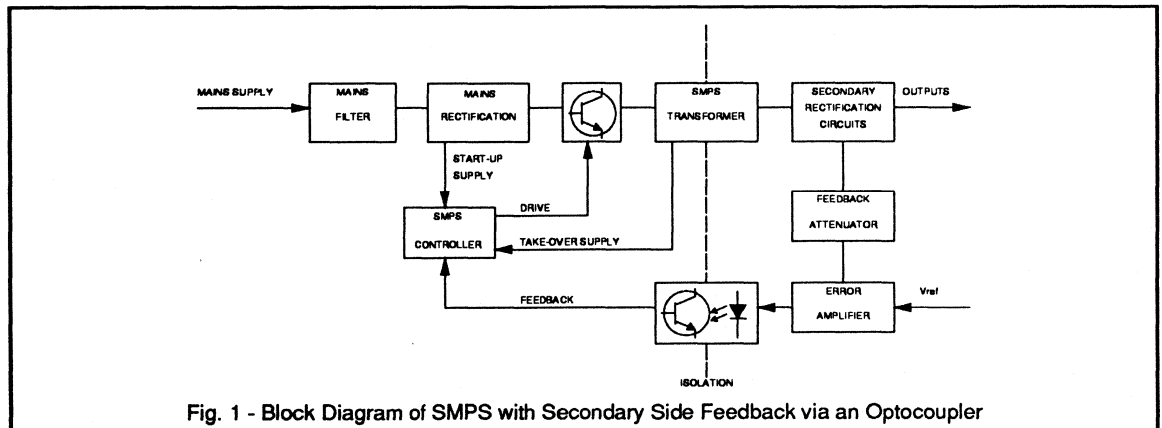 MAINS SUPPLY
MAINS
FILTER
MAINS
RECTIFICATION
SMPS
TRANSFORMER
SECONDARY
RECTIFICATION
CIRCUITS
OUTPUTS
START-UP
SUPPLY
SMPS
CONTROLLER
DRIVE
TAKE-OVER SUPPLY
FEEDBACK
ATTENUATOR
FEEDBACK
ERROR
AMPLIFIER
Vref
ISOLATION
Fig. 1 - Block Diagram of SMPS with Secondary Side Feedback via an Optocoupler